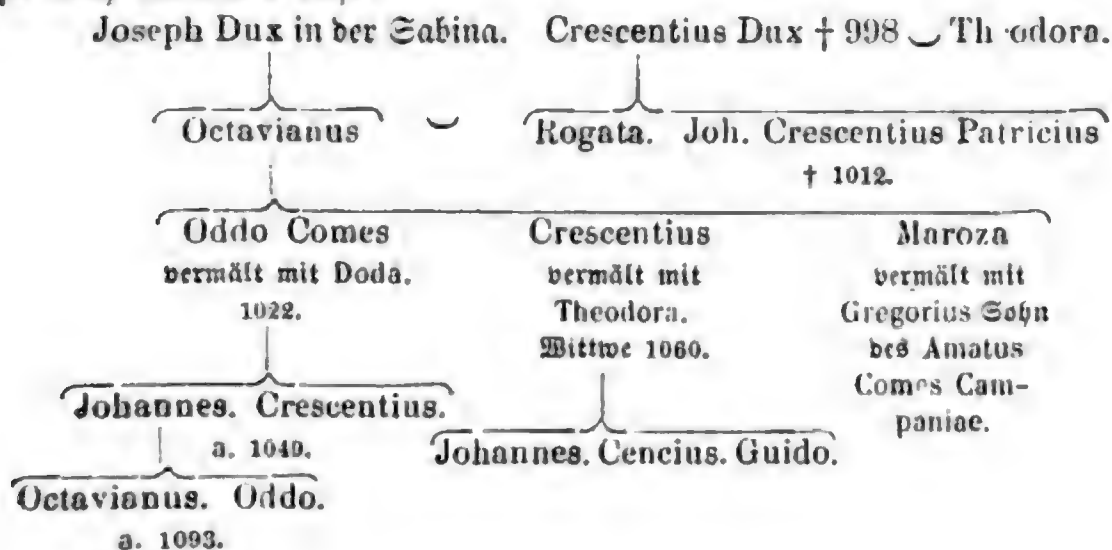 Joseph Dux in der Sabina. Crescentius Dux † 998 ⌣ Theodora.
Octavianus ⌣ Rogata. Joh. Crescentius Patricius
† 1012.
Oddo Comes Crescentius Maroza
vermält mit Doda. vermält mit vermält mit
1022. Theodora. Gregorius Sohn
Wittwe 1060. des Amatus
Comes Cam-
paniae.
Johannes. Crescentius.
a. 1040.
Johannes. Cencius. Guido.
Octavianus. Oddo.
a. 1093.